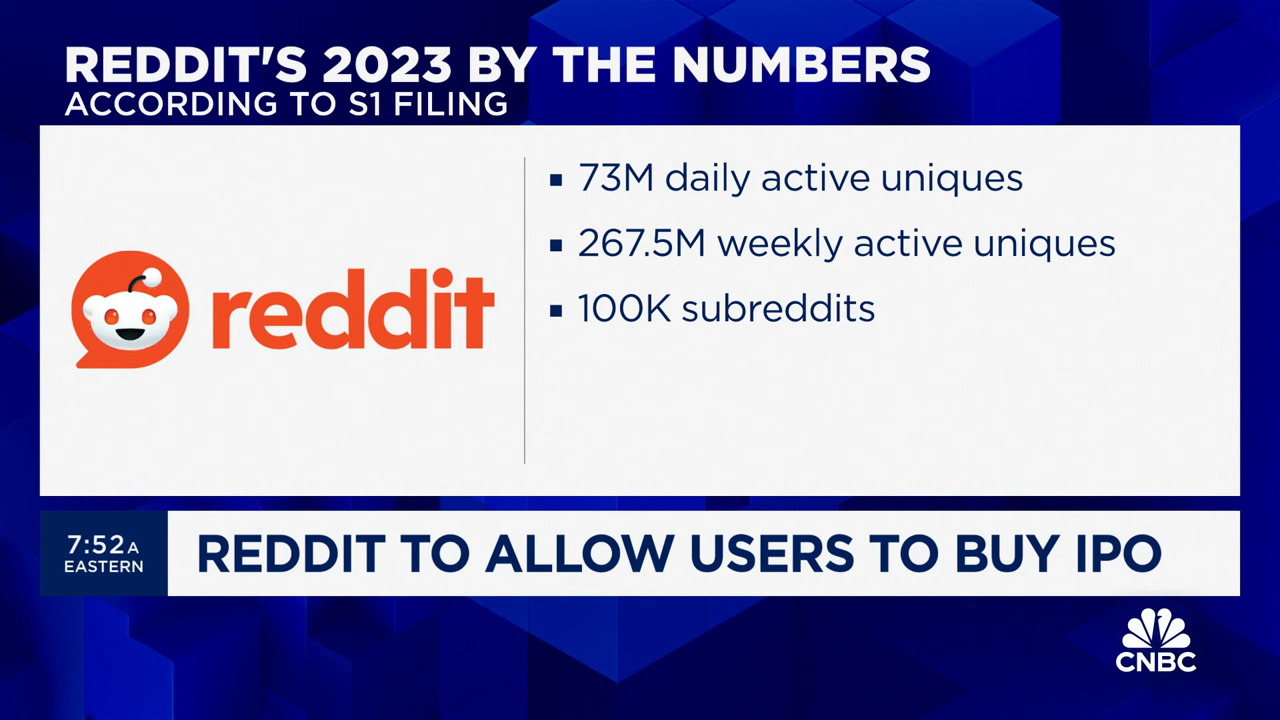 REDDIT'S 2023 BY THE NUMBERS
ACCORDING TO S1 FILING
reddit
▪ 73M daily active uniques
▪ 267.5M weekly active uniques
▪ 100K subreddits
7:52A
EASTERN
REDDIT TO ALLOW USERS TO BUY IPO
CNBC